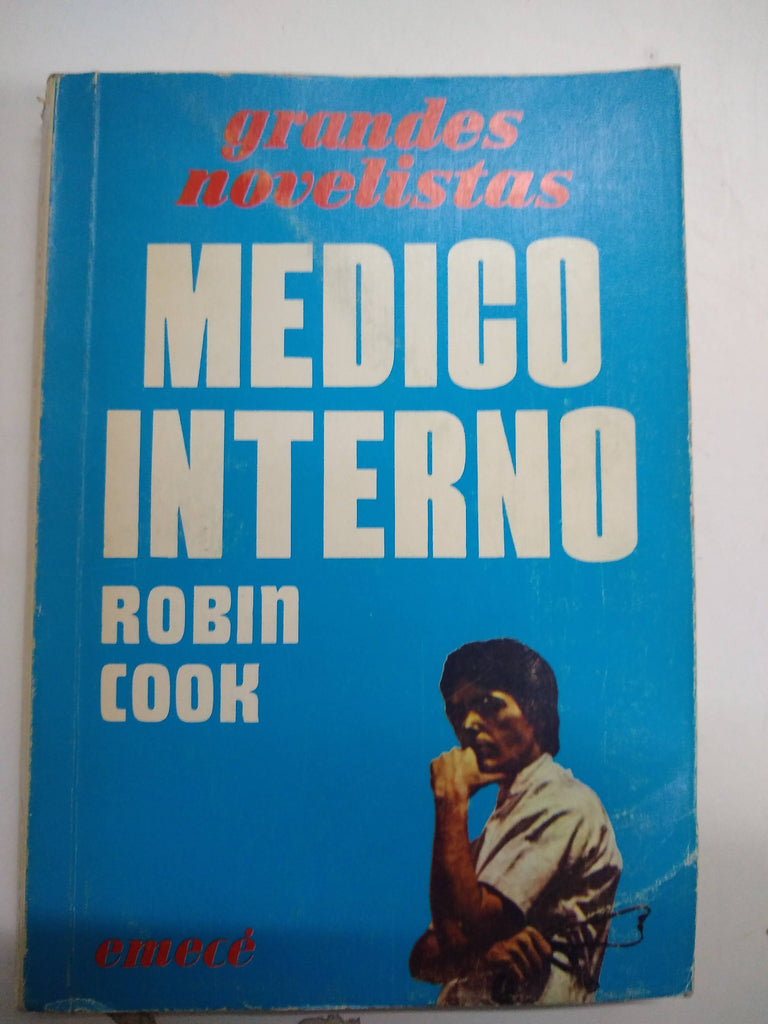 grandes
novelistas
MEDICO
INTERNO
ROBIN
COOK
emecé